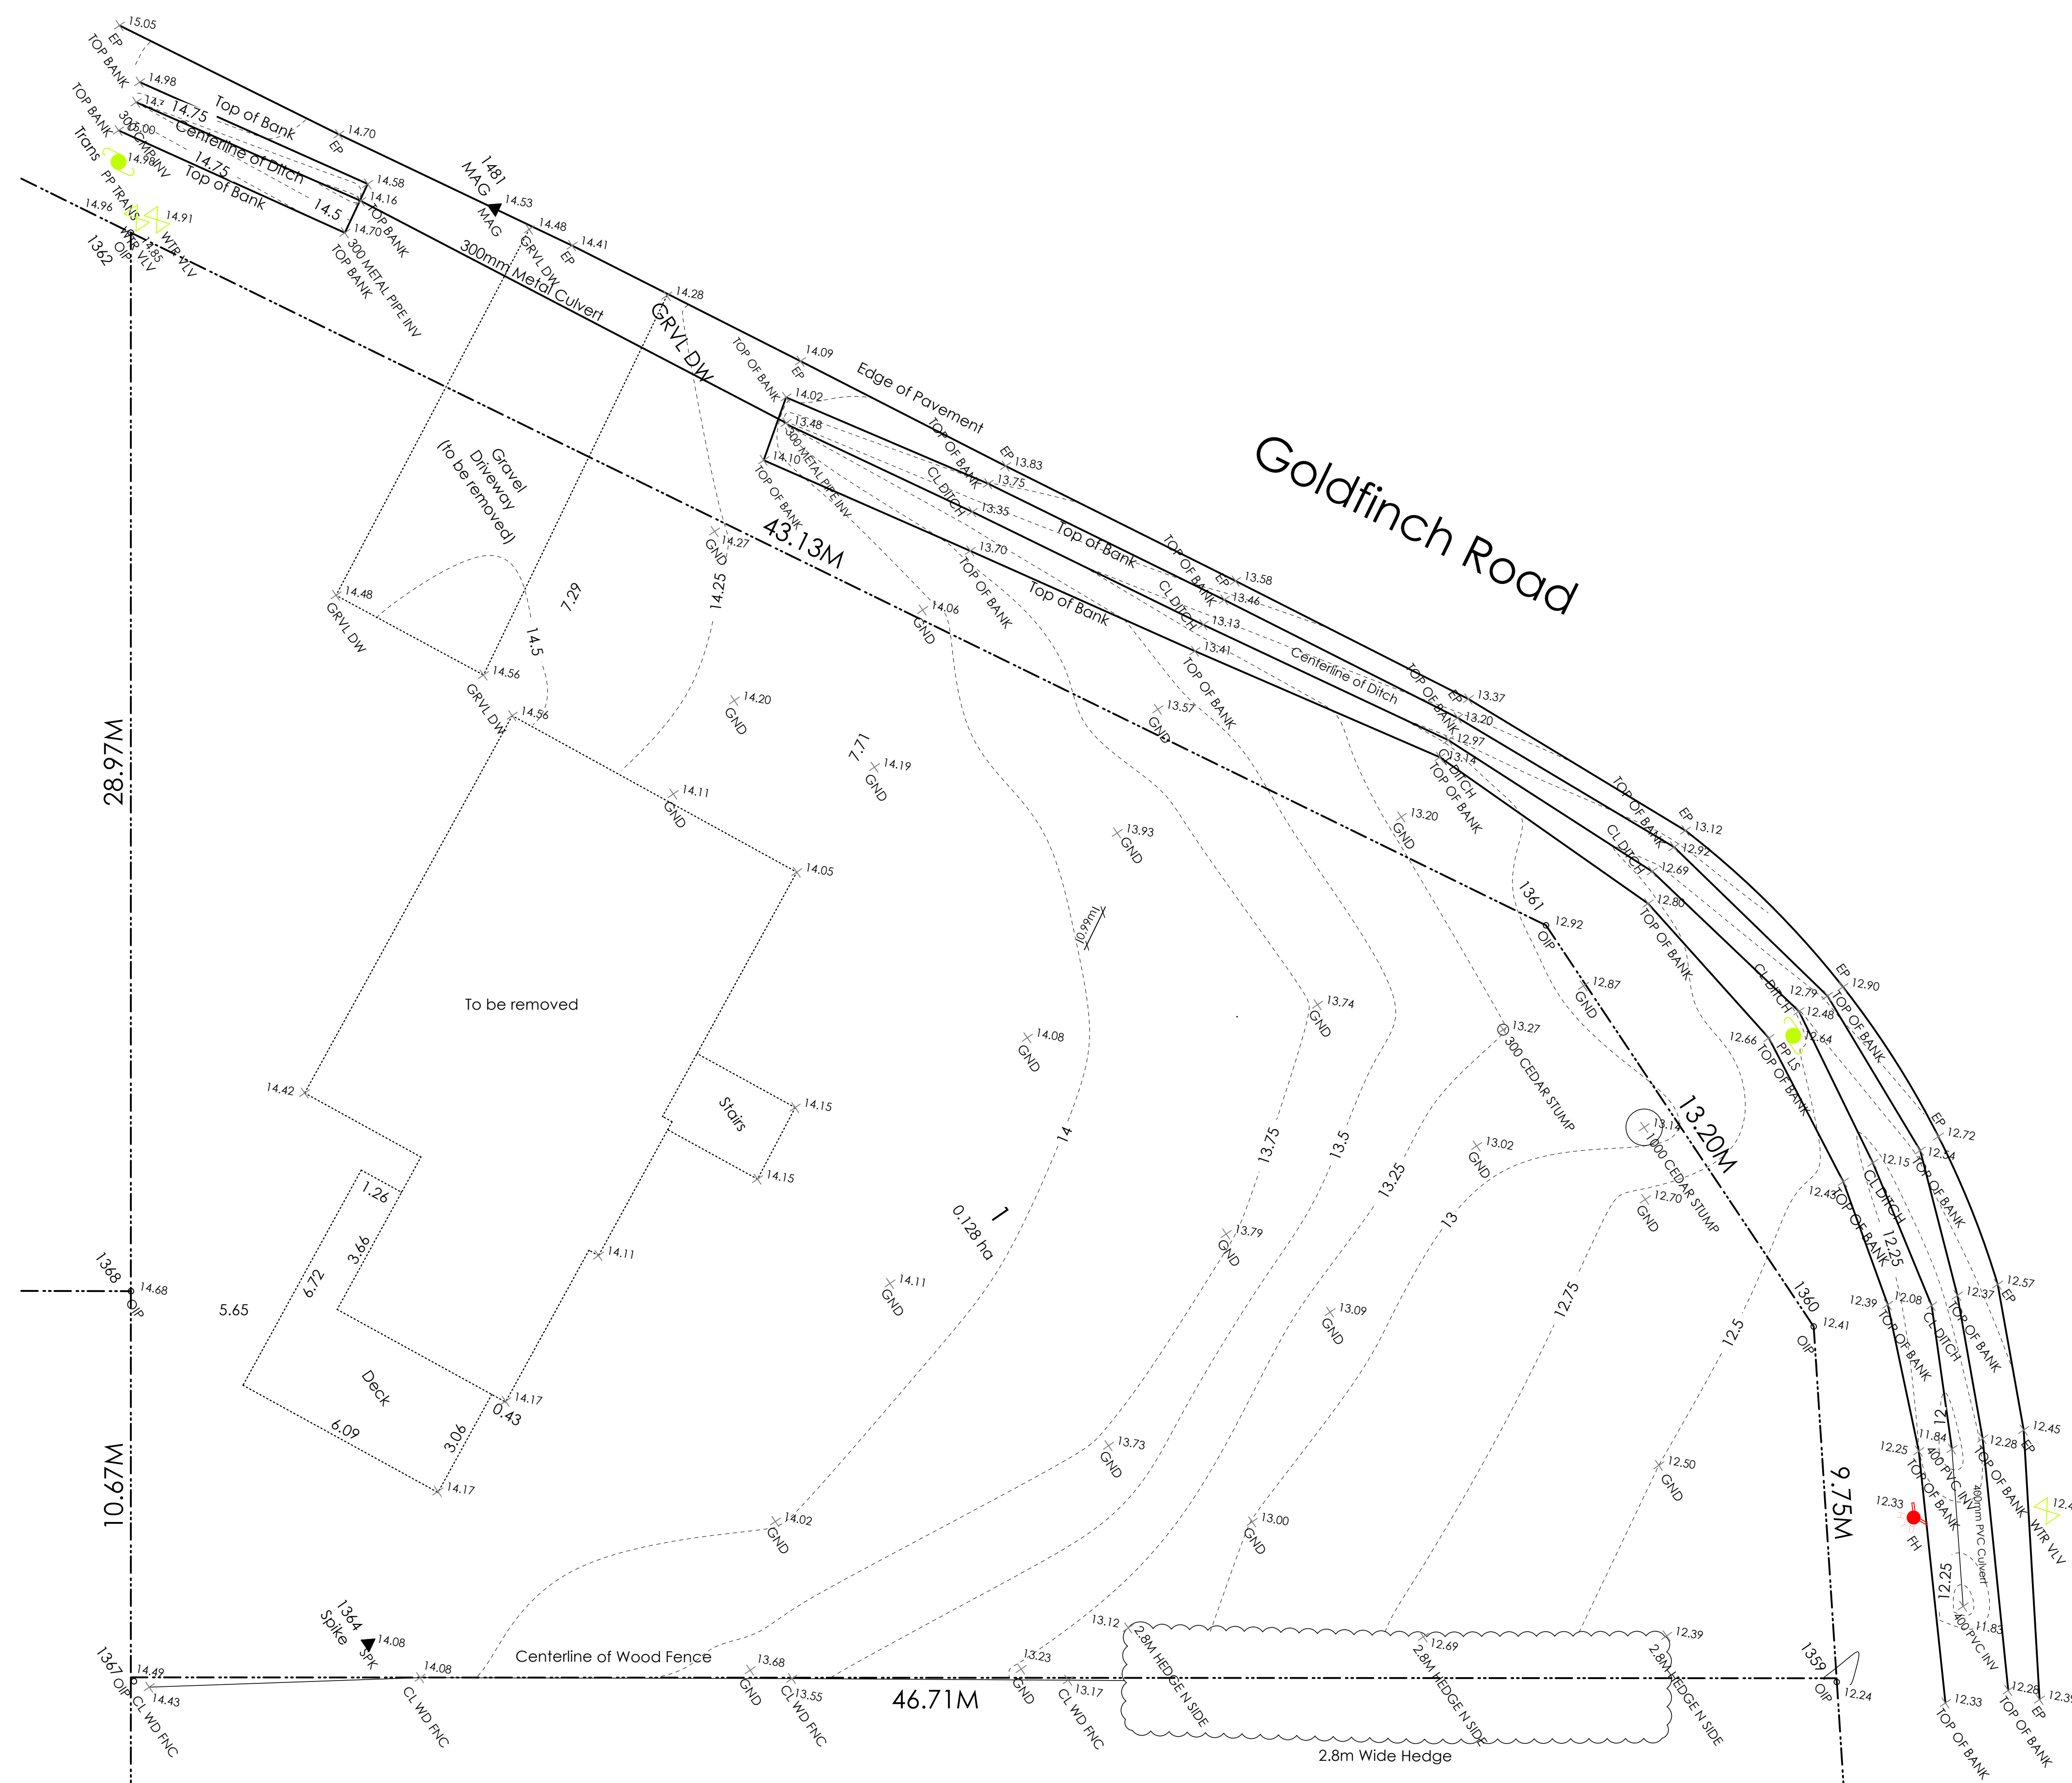 15.05
EP
TOP BANK
14.98
TOP BANK
14.75
Top of Bank
14.70
EP
15.00
300 CMP INV
Centerline of Ditch
Trans
14.98
14.75
Top of Bank
14.58
14.16
TOP BANK
14.5
14.70
300 METAL PIPE INV
TOP BANK
PP TRANS
14.96
14.91
WTR VLV
WTR VLV
OIP
14.85
1362
1481
MAG
14.53
MAG
14.48
GRVL DW
14.41
EP
300mm Metal Culvert
14.28
GRVL DW
14.09
EP
Edge of Pavement
TOP OF BANK
14.02
13.48
300 METAL PIPE INV
14.10
TOP OF BANK
Goldfinch Road
EP
13.83
TOP OF BANK
13.75
CL DITCH
13.35
13.70
TOP OF BANK
Top of Bank
Top of Bank
Gravel
Driveway
(to be removed)
14.27
GND
43.13M
14.25
7.29
14.48
GRVL DW
14.5
14.56
GRVL DW
14.06
GND
TOP OF BANK
EP
13.58
13.46
CL DITCH
13.13
13.41
TOP OF BANK
Centerline of Ditch
13.57
GND
TOP OF BANK
EP
13.37
13.20
12.97
CL DITCH
13.14
TOP OF BANK
14.56
14.20
GND
7.71
14.19
GND
14.11
GND
14.05
13.93
GND
13.20
GND
28.97M
TOP OF BANK
EP
13.12
12.92
CL DITCH
12.69
12.80
TOP OF BANK
1361
12.92
OIP
(0.99m)
To be removed
12.87
GND
EP
12.90
12.79
TOP OF BANK
CL DITCH
12.48
12.64
PP LS
12.66
TOP OF BANK
13.74
GND
13.27
300 CEDAR STUMP
14.08
GND
14.42
Stairs
14.15
14.15
14
13.75
13.5
13.25
13
13.02
GND
13.14
1000 CEDAR STUMP
13.20M
12.70
GND
EP
12.72
12.54
TOP OF BANK
12.15
CL DITCH
12.43
TOP OF BANK
12.25
1
0.128 ha
14.11
13.79
GND
14.11
GND
13.09
GND
12.75
12.5
1.26
3.66
6.72
5.65
1368
14.68
OIP
Deck
6.09
3.06
14.17
0.43
14.17
1360
12.41
OIP
12.57
EP
12.37
TOP OF BANK
12.08
CL DITCH
12.39
TOP OF BANK
12
12.45
EP
12.28
TOP OF BANK
11.84
400 PVC INV
12.25
TOP OF BANK
13.73
GND
12.50
GND
14.02
GND
13.00
GND
10.67M
9.75M
12.33
FH
400mm PVC Culvert
WTR VLV
12.25
11.83
400 PVC INV
1364
Spike
14.08
SPK
Centerline of Wood Fence
1367
OIP
14.49
14.43
CL WD FNC
14.08
CL WD FNC
13.68
GND
13.55
CL WD FNC
13.23
GND
13.17
CL WD FNC
46.71M
13.12
2.8M HEDGE N SIDE
12.69
2.8M HEDGE N SIDE
12.39
2.8M HEDGE N SIDE
2.8m Wide Hedge
1359
OIP
12.24
12.33
TOP OF BANK
12.28
TOP OF BANK
12.39
EP